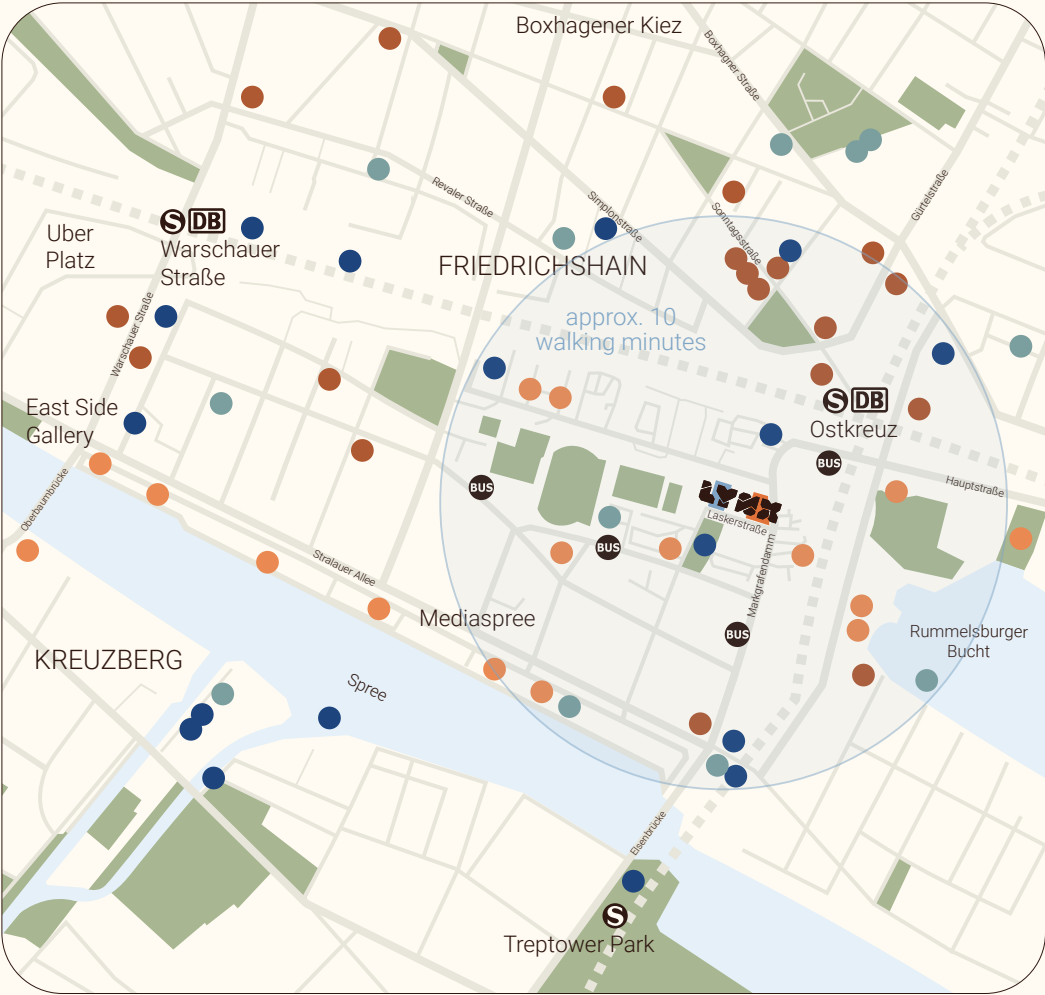 Boxhagener Kiez
Boxhagner Straße
Gürtelstraße
Revaler Straße
Simplonstraße
Sonntagsstraße
S DB
Warschauer
Straße
Uber
Platz
FRIEDRICHSHAIN
approx. 10
walking minutes
Warschauer Straße
East Side
Gallery
S DB
Ostkreuz
BUS
Hauptstraße
BUS
Oberbaumbrücke
Laskerstraße
BUS
Stralauer Allee
Markgrafendamm
Mediaspree
BUS
Rummelsburger
Bucht
KREUZBERG
Spree
Elsenbrücke
S
Treptower Park